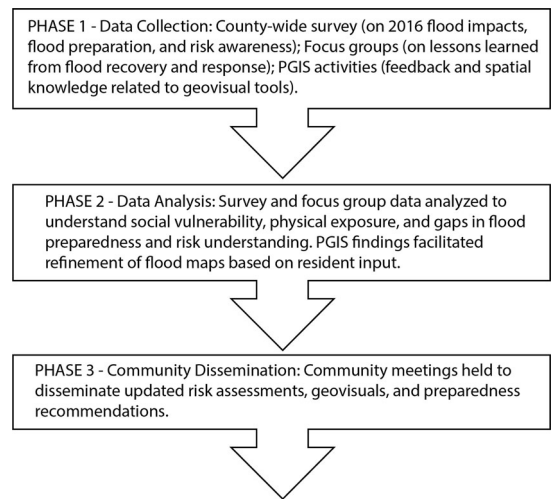 PHASE 1 - Data Collection: County-wide survey (on 2016 flood impacts,
flood preparation, and risk awareness); Focus groups (on lessons learned
from flood recovery and response); PGIS activities (feedback and spatial
knowledge related to geovisual tools).
PHASE 2 - Data Analysis: Survey and focus group data analyzed to
understand social vulnerability, physical exposure, and gaps in flood
preparedness and risk understanding. PGIS findings facilitated
refinement of flood maps based on resident input.
PHASE 3 - Community Dissemination: Community meetings held to
disseminate updated risk assessments, geovisuals, and preparedness
recommendations.